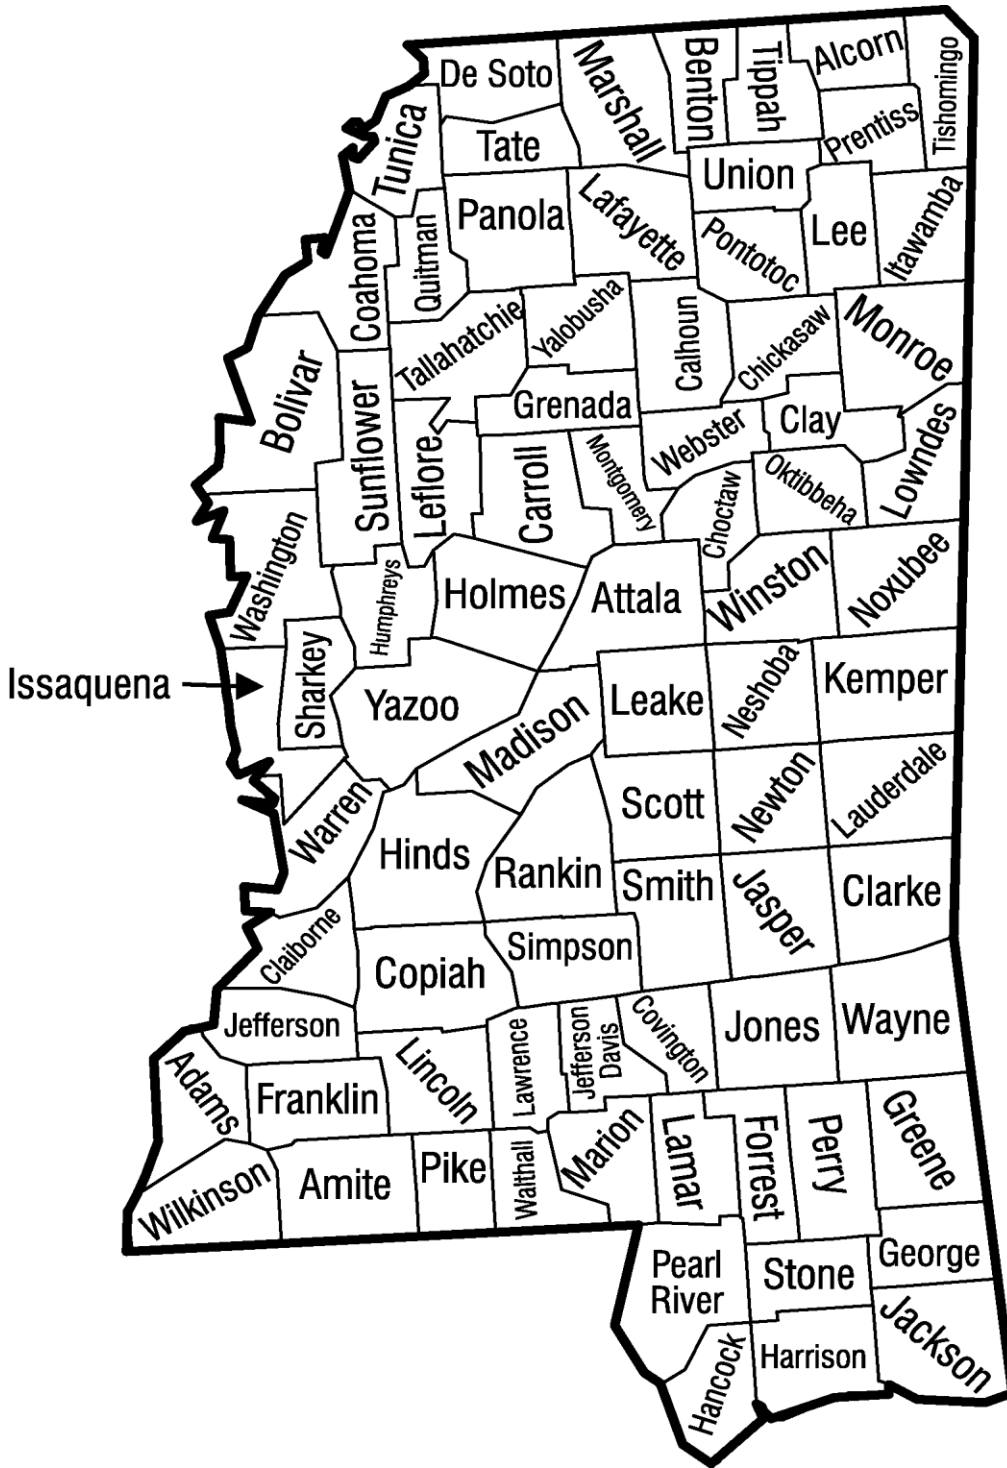 De Soto
Marshall
Benton
Tippah
Alcorn
Tishomingo
Tunica
Tate
Union
Prentiss
Panola
Lafayette
Pontotoc
Lee
Itawamba
Coahoma
Quitman
Tallahatchie
Yalobusha
Calhoun
Chickasaw
Monroe
Bolivar
Sunflower
Leflore
Grenada
Webster
Clay
Lowndes
Carroll
Montgomery
Choctaw
Oktibbeha
Washington
Humphreys
Holmes
Attala
Winston
Noxubee
Issaquena
Sharkey
Yazoo
Madison
Leake
Neshoba
Kemper
Warren
Hinds
Rankin
Scott
Newton
Lauderdale
Smith
Jasper
Clarke
Claiborne
Copiah
Simpson
Jefferson
Lincoln
Lawrence
Jefferson
Davis
Covington
Jones
Wayne
Adams
Franklin
Wilkinson
Amite
Pike
Walthall
Marion
Lamar
Forrest
Perry
Greene
Pearl
River
Stone
George
Hancock
Harrison
Jackson